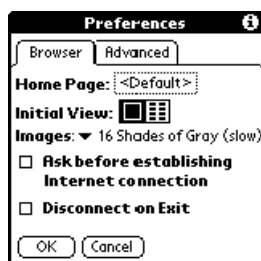 Preferences
Browser Advanced
Home Page: <Default>
Initial View:
Images: 16 Shades of Gray (slow)
Ask before establishing
Internet connection
Disconnect on Exit
OK Cancel